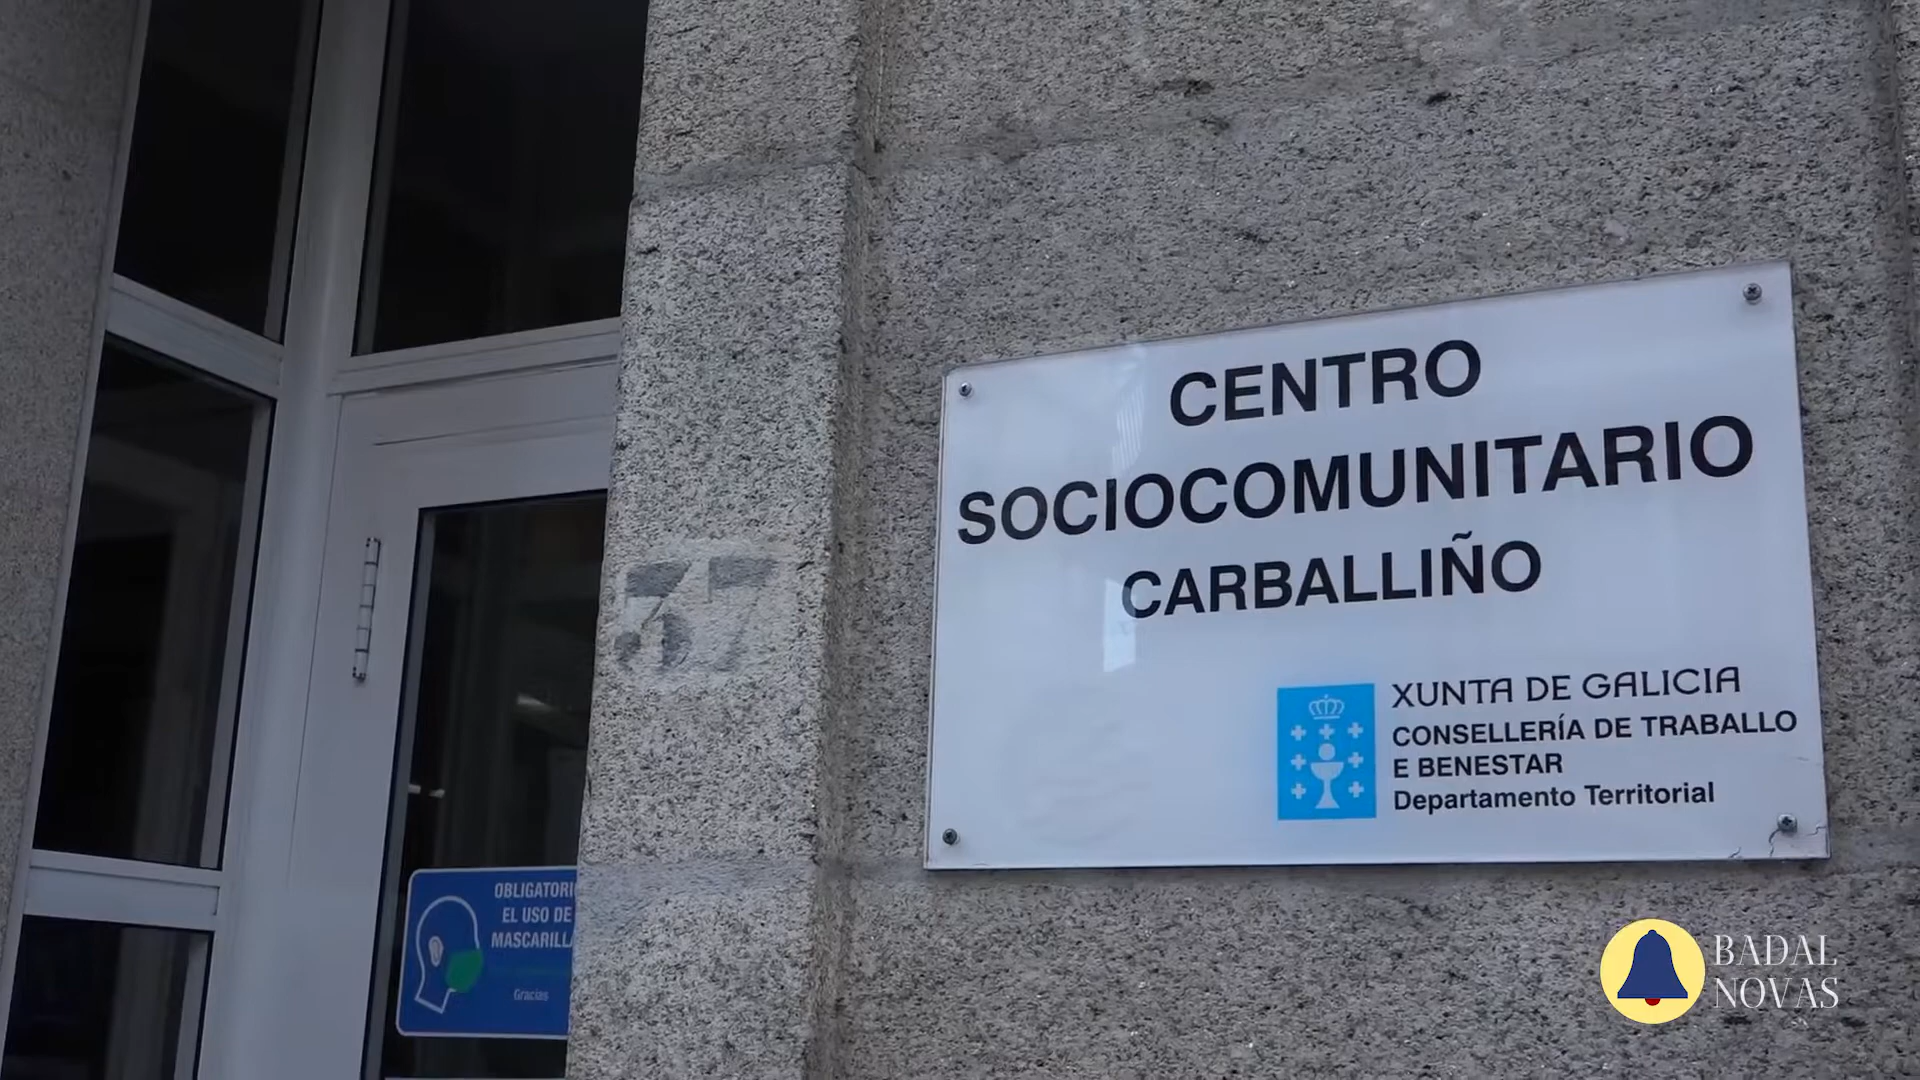 CENTRO
SOCIOCOMUNITARIO
CARBALLIÑO
XUNTA DE GALICIA
CONSELLERÍA DE TRABALLO
E BENESTAR
Departamento Territorial
37
OBLIGATORI
EL USO DE
MASCARILLA
Gracias
BADAL
NOVAS